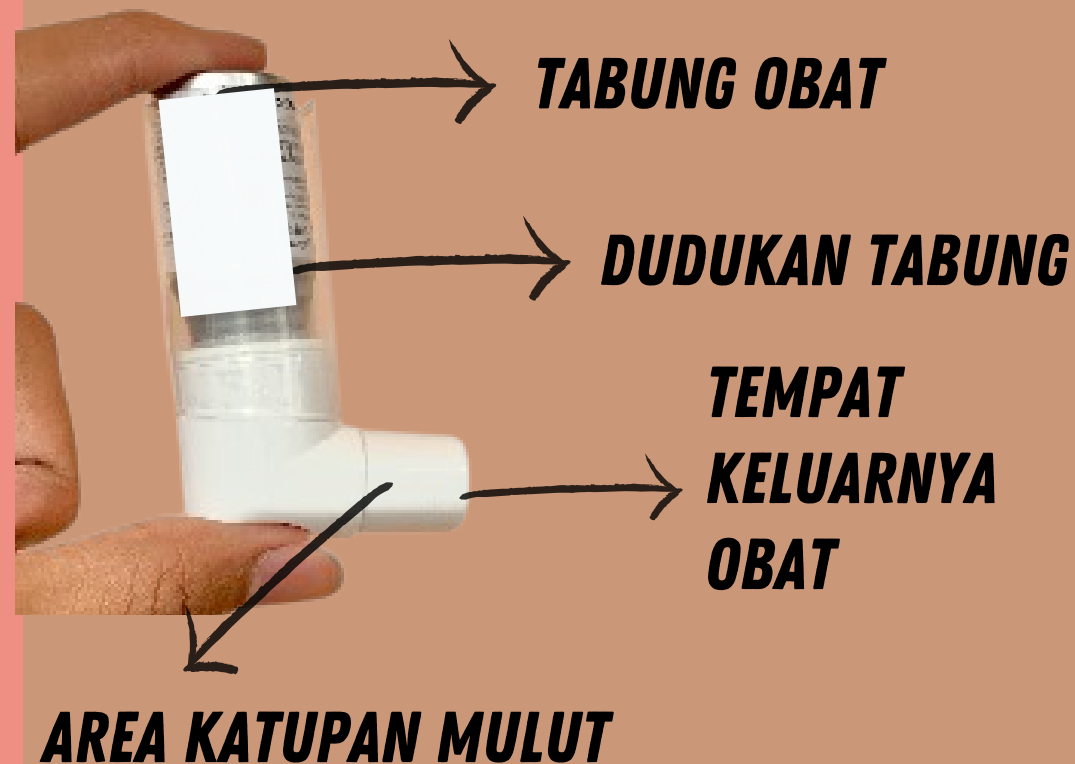 TABUNG OBAT
DUDUKAN TABUNG
TEMPAT
KELUARNYA
OBAT
AREA KATUPAN MULUT